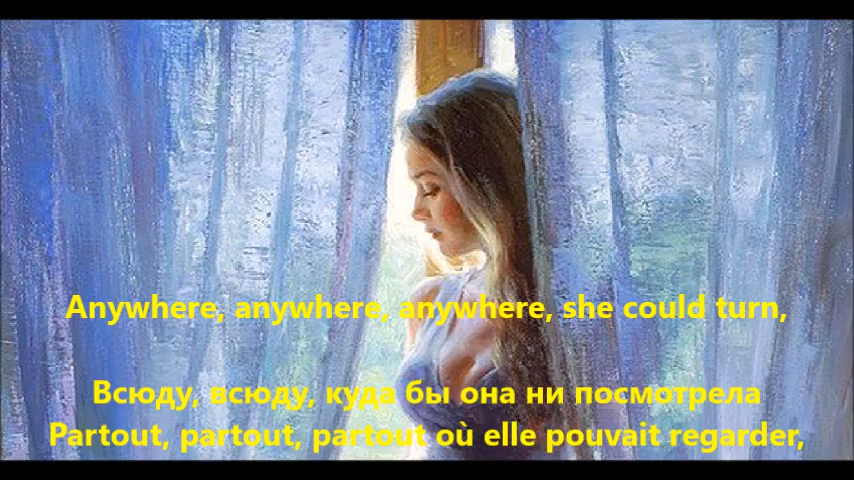 Anywhere, anywhere, anywhere, she could turn,
Всюду, всюду, куда бы она ни посмотрела
Partout, partout, partout où elle pouvait regarder,